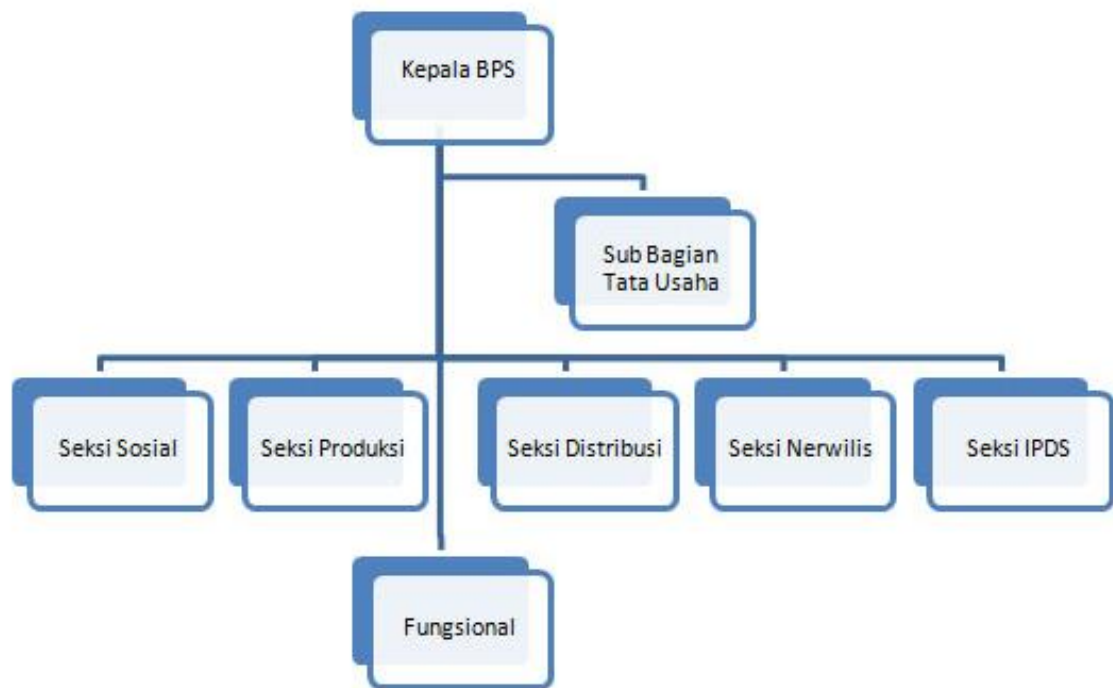 Kepala BPS
Sub Bagian
Tata Usaha
Seksi Sosial
Seksi Produksi
Seksi Distribusi
Seksi Nerwilis
Seksi IPDS
Fungsional